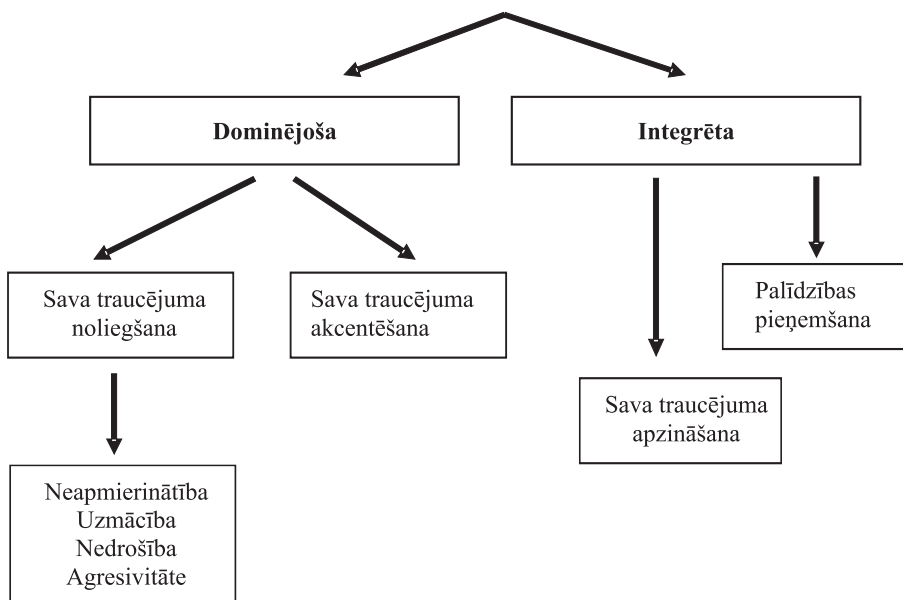 Dominējoša
Integrēta
Sava traucējuma
noliegšana
Sava traucējuma
akcentēšana
Palīdzības
pieņemšana
Sava traucējuma
apzināšana
Neapmierinātība
Uzmācība
Nedrošība
Agresivitāte